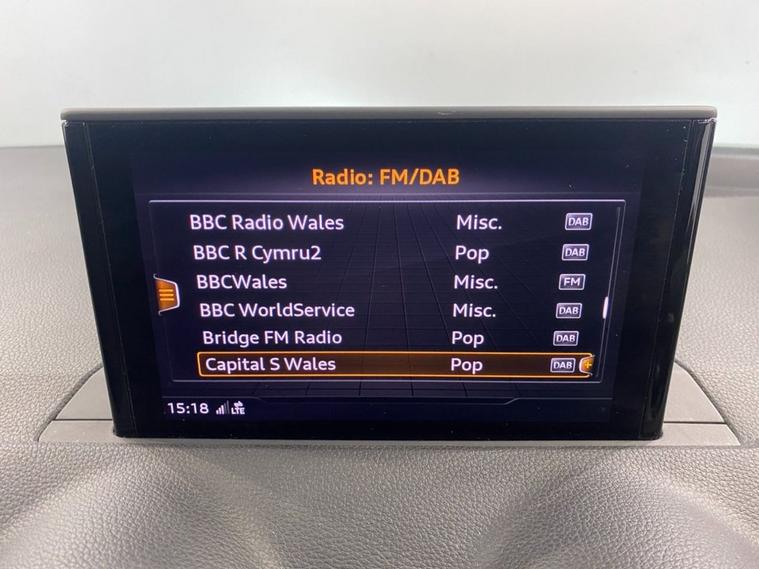 Radio: FM/DAB
BBC Radio Wales Misc. DAB
BBC R Cymru2 Pop DAB
BBCWales Misc. FM
BBC WorldService Misc. DAB
Bridge FM Radio Pop DAB
Capital S Wales Pop DAB
15:18 LTE